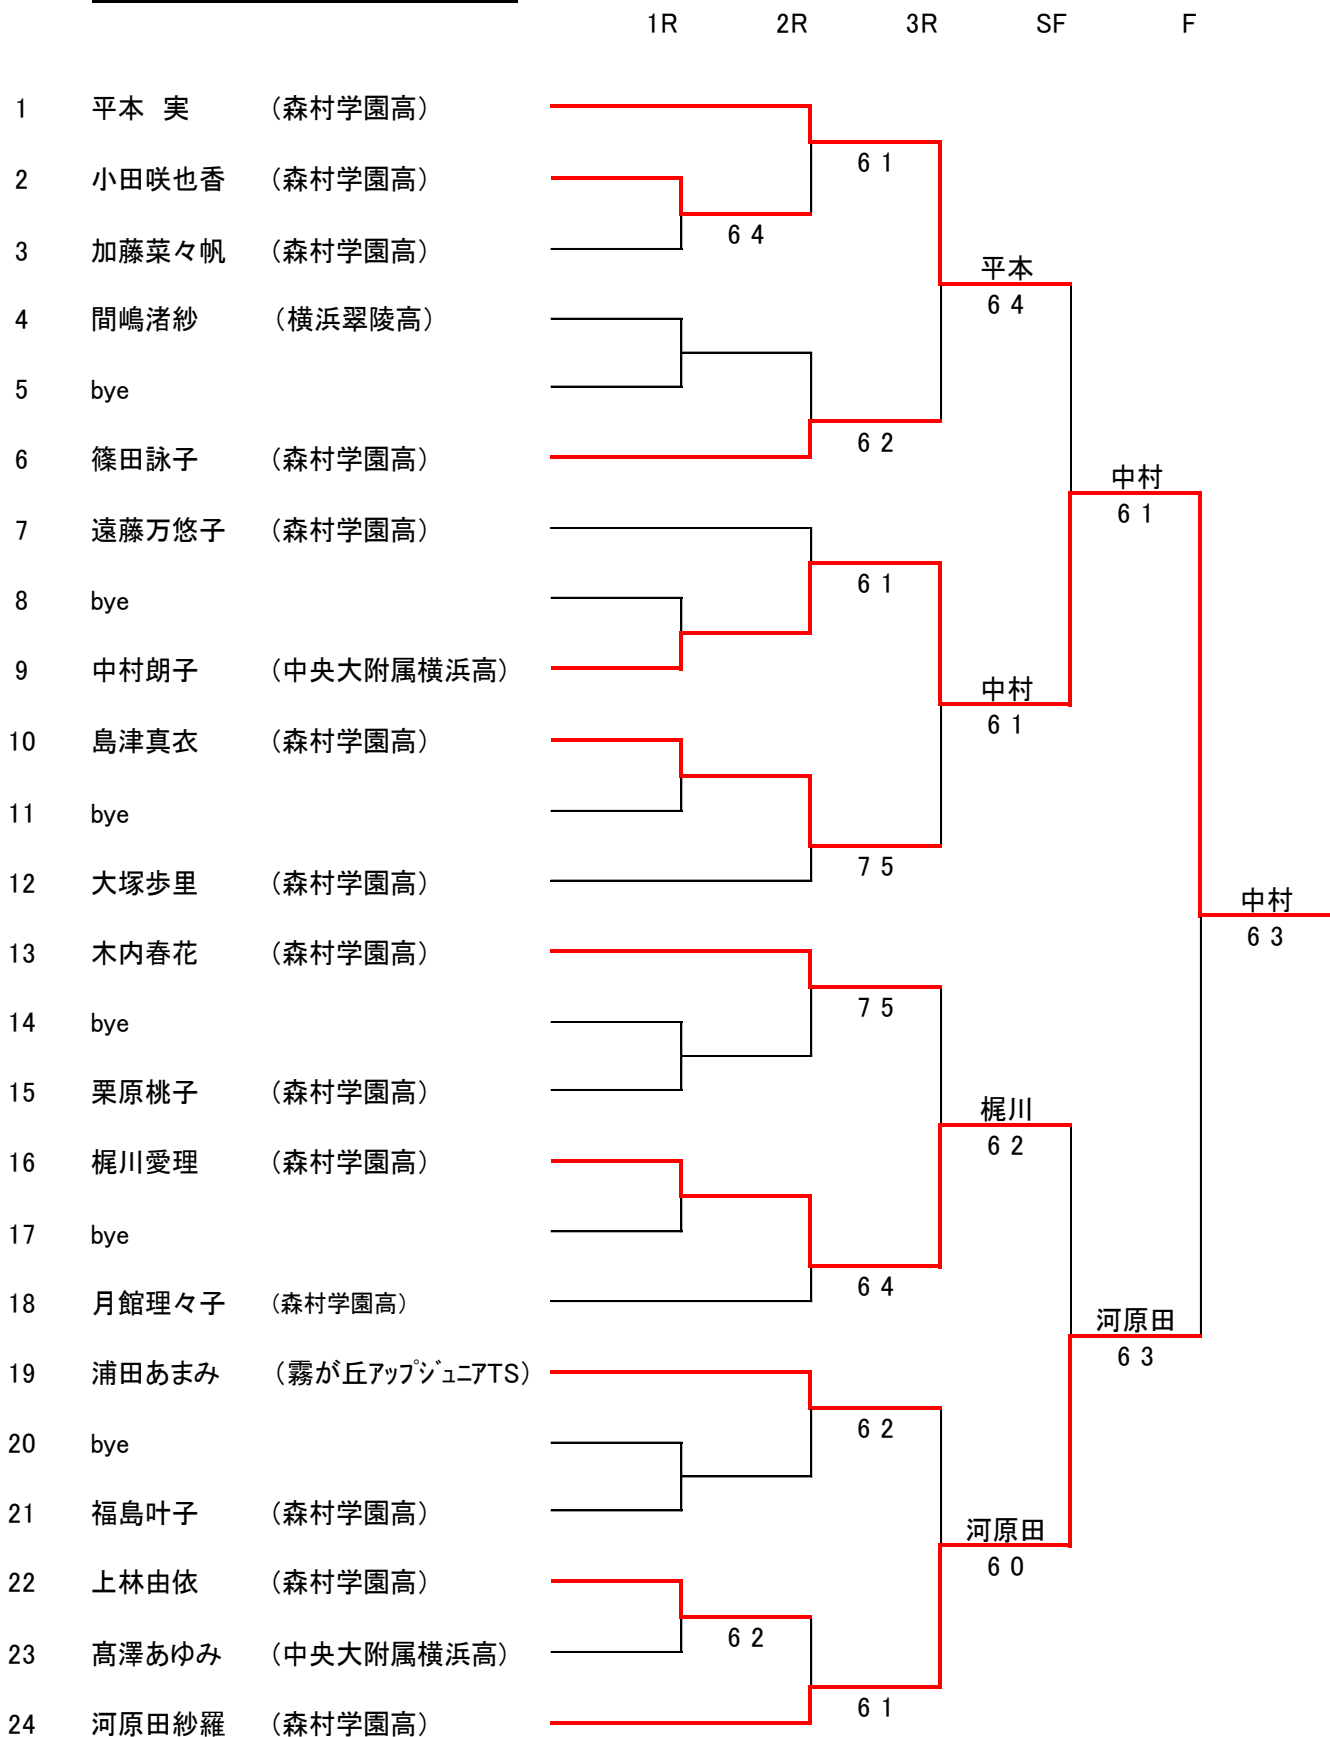 1R 2R 3R SF F
1 平本 実 （森村学園高）
6 1
2 小田咲也香 （森村学園高）
6 4
3 加藤菜々帆 （森村学園高）
平本
6 4
4 間嶋渚紗 （横浜翠陵高）
5 bye
6 2
6 篠田詠子 （森村学園高）
中村
6 1
7 遠藤万悠子 （森村学園高）
6 1
8 bye
9 中村朗子 （中央大附属横浜高）
中村
6 1
10 島津真衣 （森村学園高）
11 bye
7 5
12 大塚歩里 （森村学園高）
中村
6 3
13 木内春花 （森村学園高）
7 5
14 bye
15 栗原桃子 （森村学園高）
梶川
6 2
16 梶川愛理 （森村学園高）
17 bye
6 4
18 月館理々子 （森村学園高）
河原田
6 3
19 浦田あまみ （霧が丘ｱｯﾌﾟｼﾞｭﾆｱTS）
6 2
20 bye
21 福島叶子 （森村学園高）
河原田
6 0
22 上林由依 （森村学園高）
6 2
23 髙澤あゆみ （中央大附属横浜高）
6 1
24 河原田紗羅 （森村学園高）